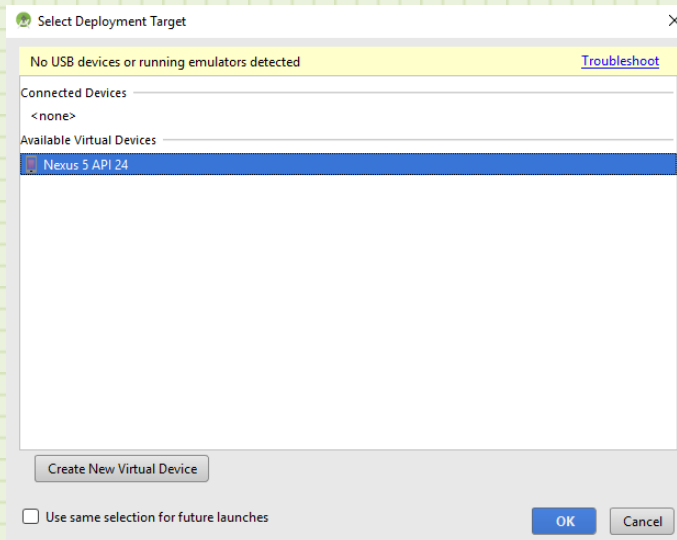 Select Deployment Target
No USB devices or running emulators detected Troubleshoot
Connected Devices
<none>
Available Virtual Devices
Nexus 5 API 24
Create New Virtual Device
Use same selection for future launches
OK Cancel